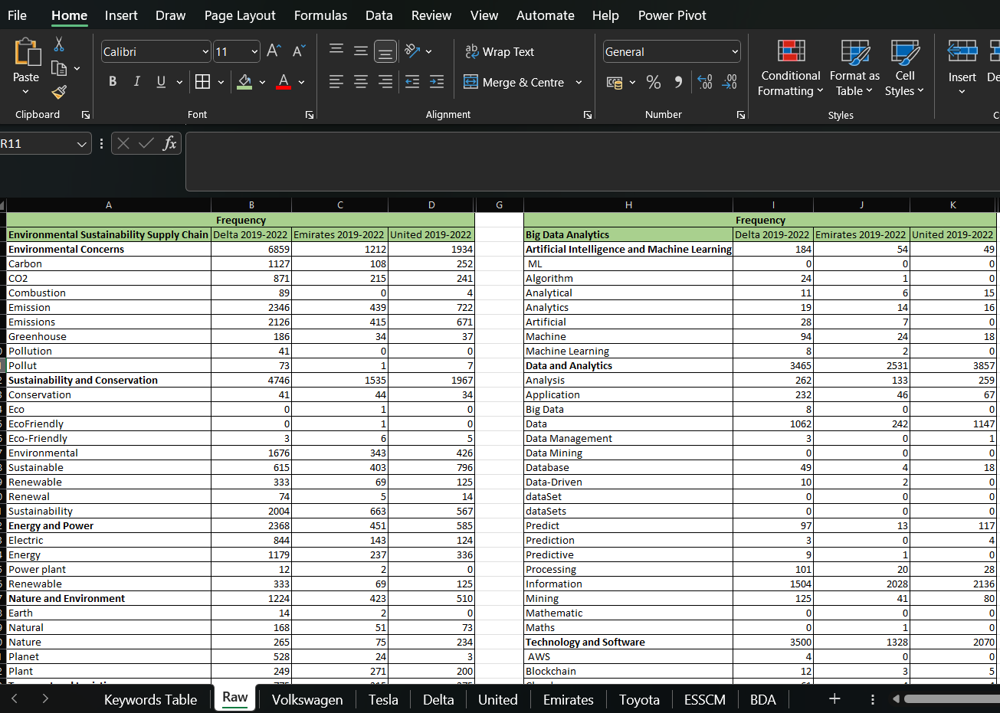 File Home Insert Draw Page Layout Formulas Data Review View Automate Help Power Pivot
Paste
Clipboard
Calibri 11
B I U A
Font
ab Wrap Text
Merge & Centre
Alignment
General
% 9
Number
Conditional Formatting
Format as Table
Cell Styles
Styles
Insert
R11 fx
A B C D G H I J K
Frequency Frequency
Environmental Sustainability Supply Chain Delta 2019-2022 Emirates 2019-2022 United 2019-2022 Big Data Analytics Delta 2019-2022 Emirates 2019-2022 United 2019-2022
Environmental Concerns 6859 1212 1934 Artificial Intelligence and Machine Learning 184 54 49
Carbon 1127 108 252 ML 0 0 0
CO2 871 215 241 Algorithm 24 1 0
Combustion 89 0 4 Analytical 11 6 15
Emission 2346 439 722 Analytics 19 14 16
Emissions 2126 415 671 Artificial 28 7 0
Greenhouse 186 34 37 Machine 94 24 18
Pollution 41 0 0 Machine Learning 8 2 0
Pollut 73 1 7 Data and Analytics 3465 2531 3857
Sustainability and Conservation 4746 1535 1967 Analysis 262 133 259
Conservation 41 44 34 Application 232 46 67
Eco 0 1 0 Big Data 8 0 0
EcoFriendly 0 1 0 Data 1062 242 1147
Eco-Friendly 3 6 5 Data Management 3 0 1
Environmental 1676 343 426 Data Mining 0 0 0
Sustainable 615 403 796 Database 49 4 18
Renewable 333 69 125 Data-Driven 10 2 0
Renewal 74 5 14 dataSet 0 0 0
Sustainability 2004 663 567 dataSets 0 0 0
Energy and Power 2368 451 585 Predict 97 13 117
Electric 844 143 124 Prediction 3 0 4
Energy 1179 237 336 Predictive 9 1 0
Power plant 12 2 0 Processing 101 20 28
Renewable 333 69 125 Information 1504 2028 2136
Nature and Environment 1224 423 510 Mining 125 41 80
Earth 14 2 0 Mathematic 0 0 0
Natural 168 51 73 Maths 0 1 0
Nature 265 75 234 Technology and Software 3500 1328 2070
Planet 528 24 3 AWS 4 0 0
Plant 249 271 200 Blockchain 12 3 5
Keywords Table Raw Volkswagen Tesla Delta United Emirates Toyota ESSCM BDA